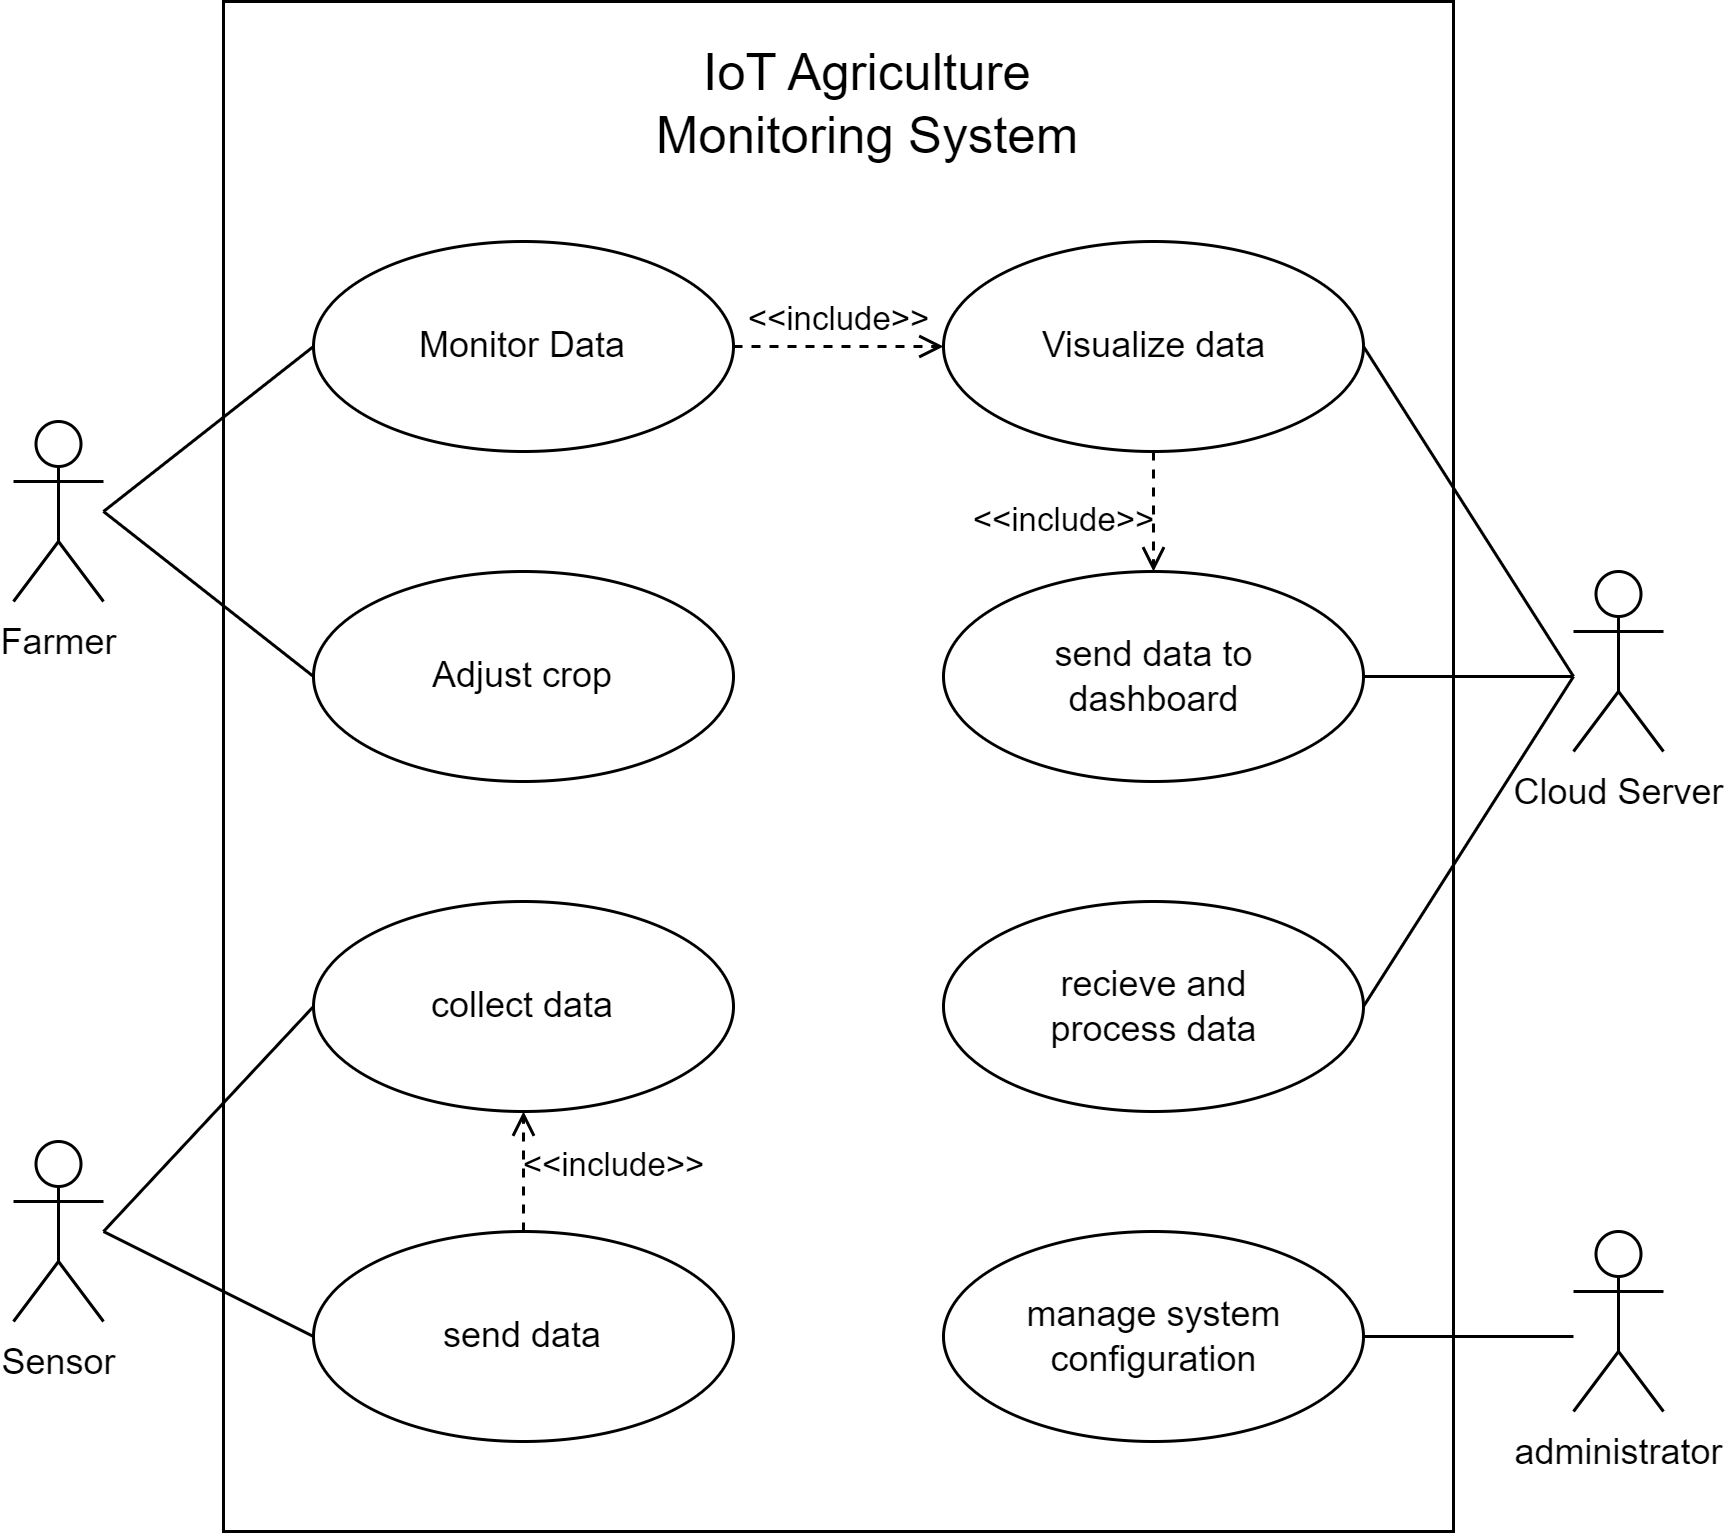 IoT Agriculture
Monitoring System
Monitor Data
<<include>>
Visualize data
<<include>>
Farmer
Adjust crop
send data to
dashboard
Cloud Server
collect data
recieve and
process data
<<include>>
Sensor
send data
manage system
configuration
administrator